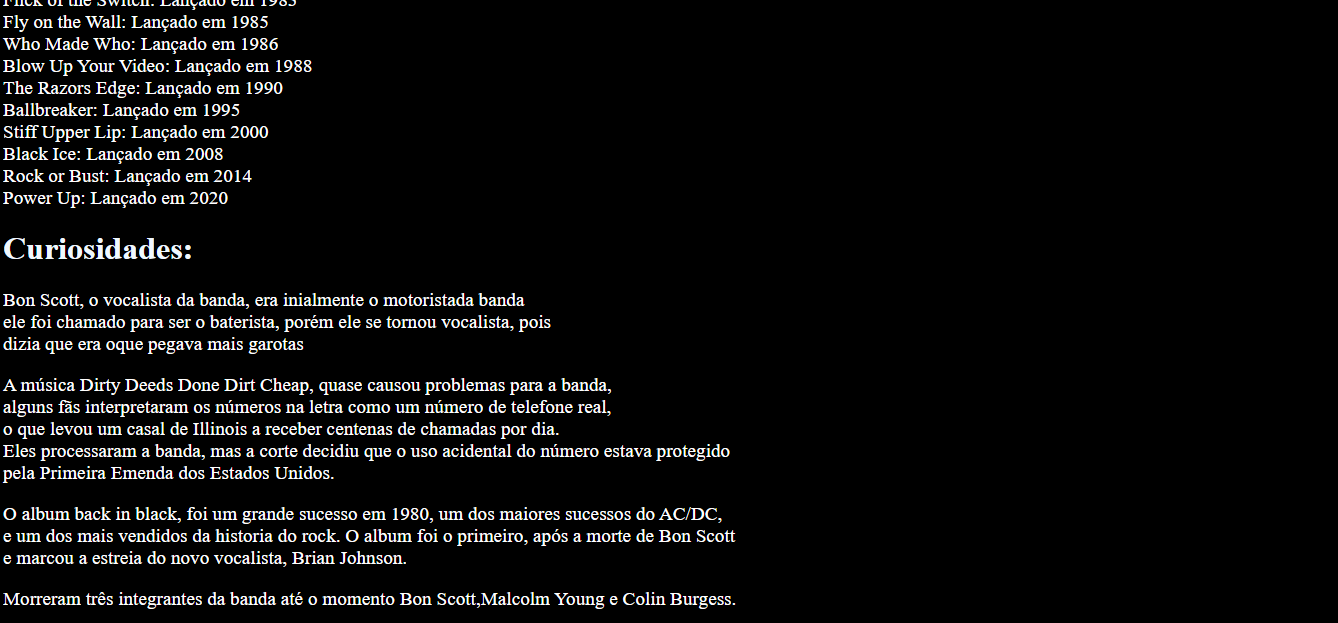 Flick of the Switch: Lançado em 1983
Fly on the Wall: Lançado em 1985
Who Made Who: Lançado em 1986
Blow Up Your Video: Lançado em 1988
The Razors Edge: Lançado em 1990
Ballbreaker: Lançado em 1995
Stiff Upper Lip: Lançado em 2000
Black Ice: Lançado em 2008
Rock or Bust: Lançado em 2014
Power Up: Lançado em 2020
Curiosidades:
Bon Scott, o vocalista da banda, era inialmente o motoristada banda
ele foi chamado para ser o baterista, porém ele se tornou vocalista, pois
dizia que era oque pegava mais garotas
A música Dirty Deeds Done Dirt Cheap, quase causou problemas para a banda,
alguns fãs interpretaram os números na letra como um número de telefone real,
o que levou um casal de Illinois a receber centenas de chamadas por dia.
Eles processaram a banda, mas a corte decidiu que o uso acidental do número estava protegido
pela Primeira Emenda dos Estados Unidos.
O album back in black, foi um grande sucesso em 1980, um dos maiores sucessos do AC/DC,
e um dos mais vendidos da historia do rock. O album foi o primeiro, após a morte de Bon Scott
e marcou a estreia do novo vocalista, Brian Johnson.
Morreram três integrantes da banda até o momento Bon Scott,Malcolm Young e Colin Burgess.